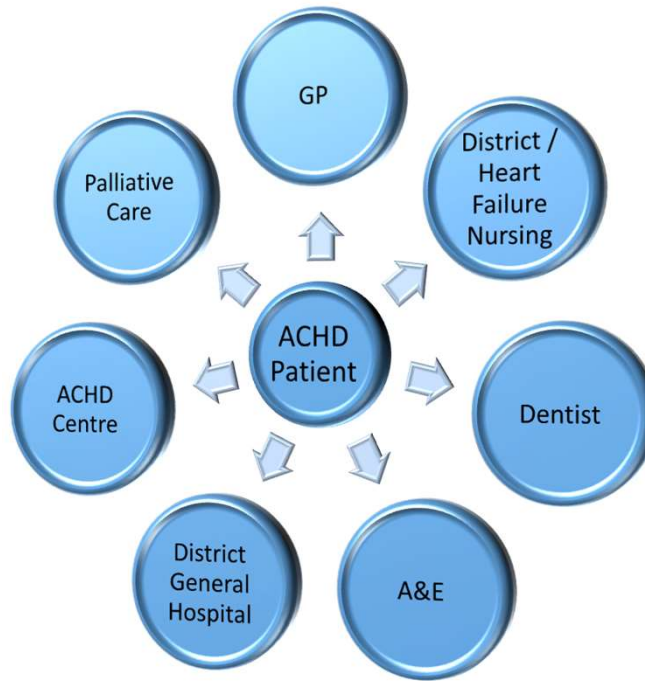 GP
District /
Heart
Failure
Nursing
Palliative
Care
ACHD
Patient
ACHD
Centre
Dentist
District
General
Hospital
A&E